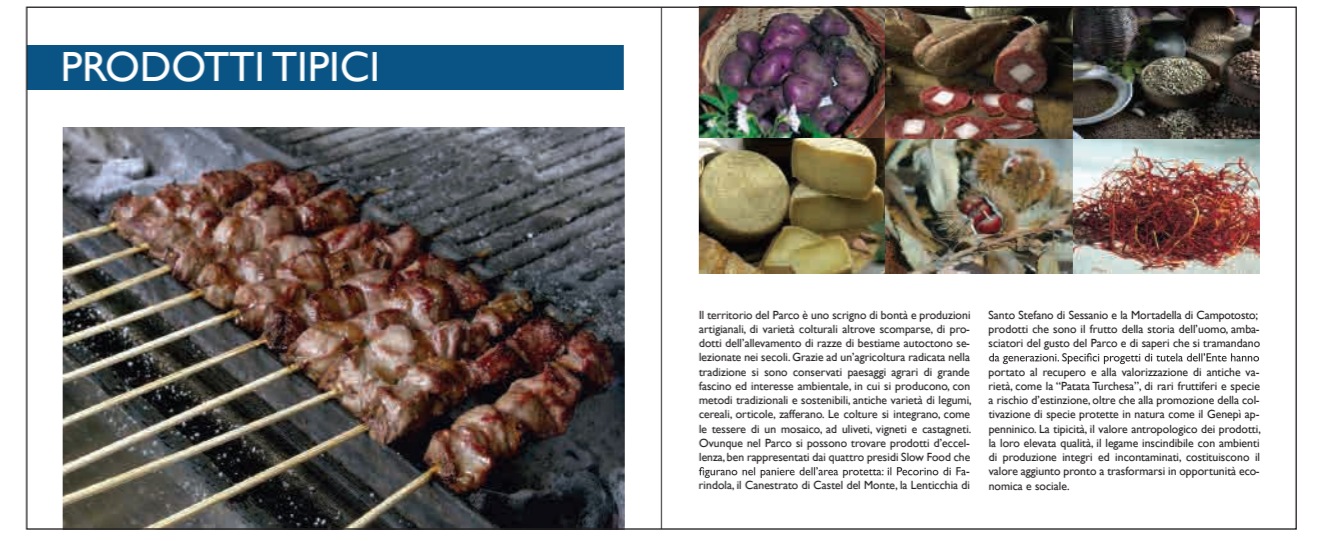 PRODOTTI TIPICI
Il territorio del Parco è uno scrigno di bontà e produzioni
artigianali, di varietà colturali altrove scomparse, di pro-
dotti dell'allevamento di razze di bestiame autoctono se-
lezionate nei secoli. Grazie ad un'agricoltura radicata nella
tradizione si sono conservati paesaggi agrari di grande
fascino ed interesse ambientale, in cui si producono, con
metodi tradizionali e sostenibili, antiche varietà di legumi,
cereali, orticole, zafferano. Le colture si integrano, come
le tessere di un mosaico, ad uliveti, vigneti e castagneti.
Ovunque nel Parco si possono trovare prodotti d'eccel-
lenza, ben rappresentati dai quattro presidi Slow Food che
figurano nel paniere dell'area protetta: il Pecorino di Fa-
rindola, il Canestrato di Castel del Monte, la Lenticchia di
Santo Stefano di Sessanio e la Mortadella di Campotosto;
prodotti che sono il frutto della storia dell'uomo, amba-
sciatori del gusto del Parco e di saperi che si tramandano
da generazioni. Specifici progetti di tutela dell'Ente hanno
portato al recupero e alla valorizzazione di antiche va-
rietà, come la "Patata Turchesa", di rari fruttiferi e specie
a rischio d'estinzione, oltre che alla promozione della col-
tivazione di specie protette in natura come il Genepì ap-
penninico. La tipicità, il valore antropologico dei prodotti,
la loro elevata qualità, il legame inscindibile con ambienti
di produzione integri ed incontaminati, costituiscono il
valore aggiunto pronto a trasformarsi in opportunità eco-
nomica e sociale.